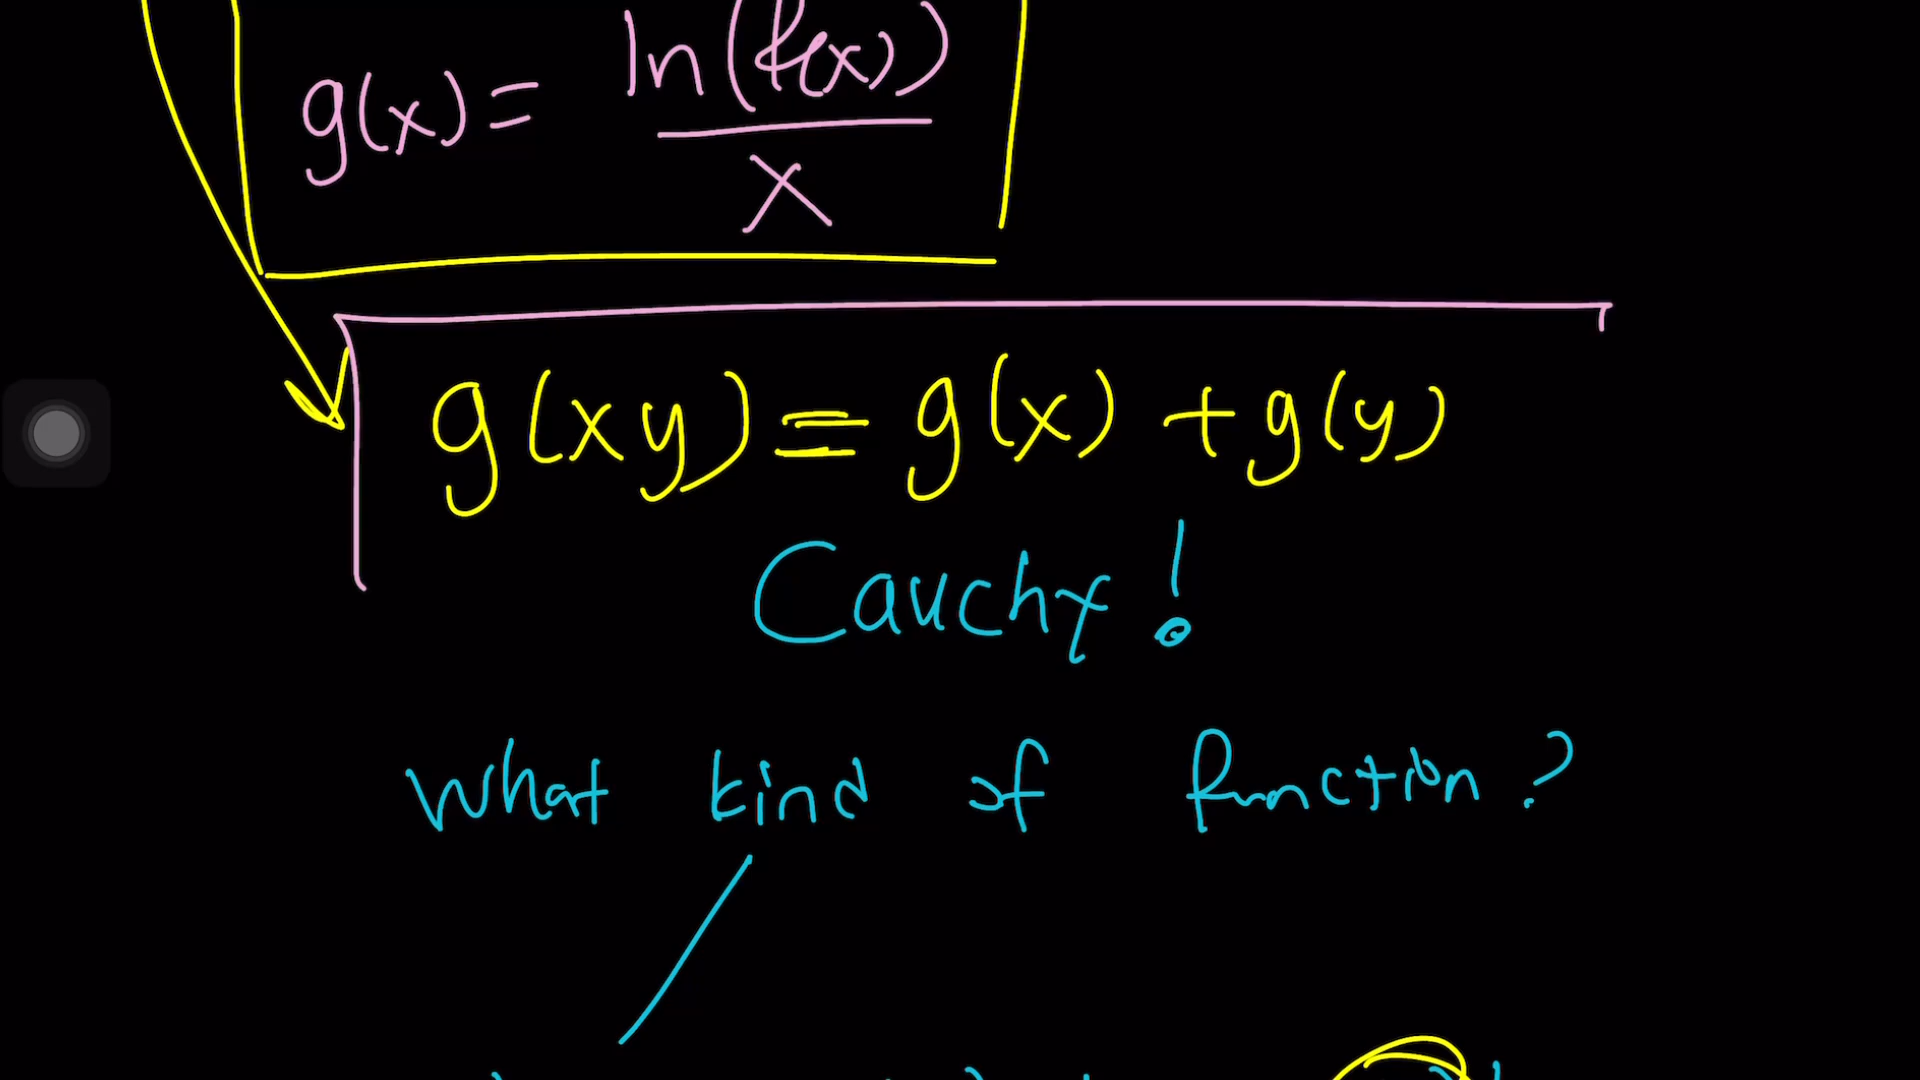 g(x) = ln(f(x)) / x
g(xy) = g(x) + g(y)
Cauchy!
What kind of function?